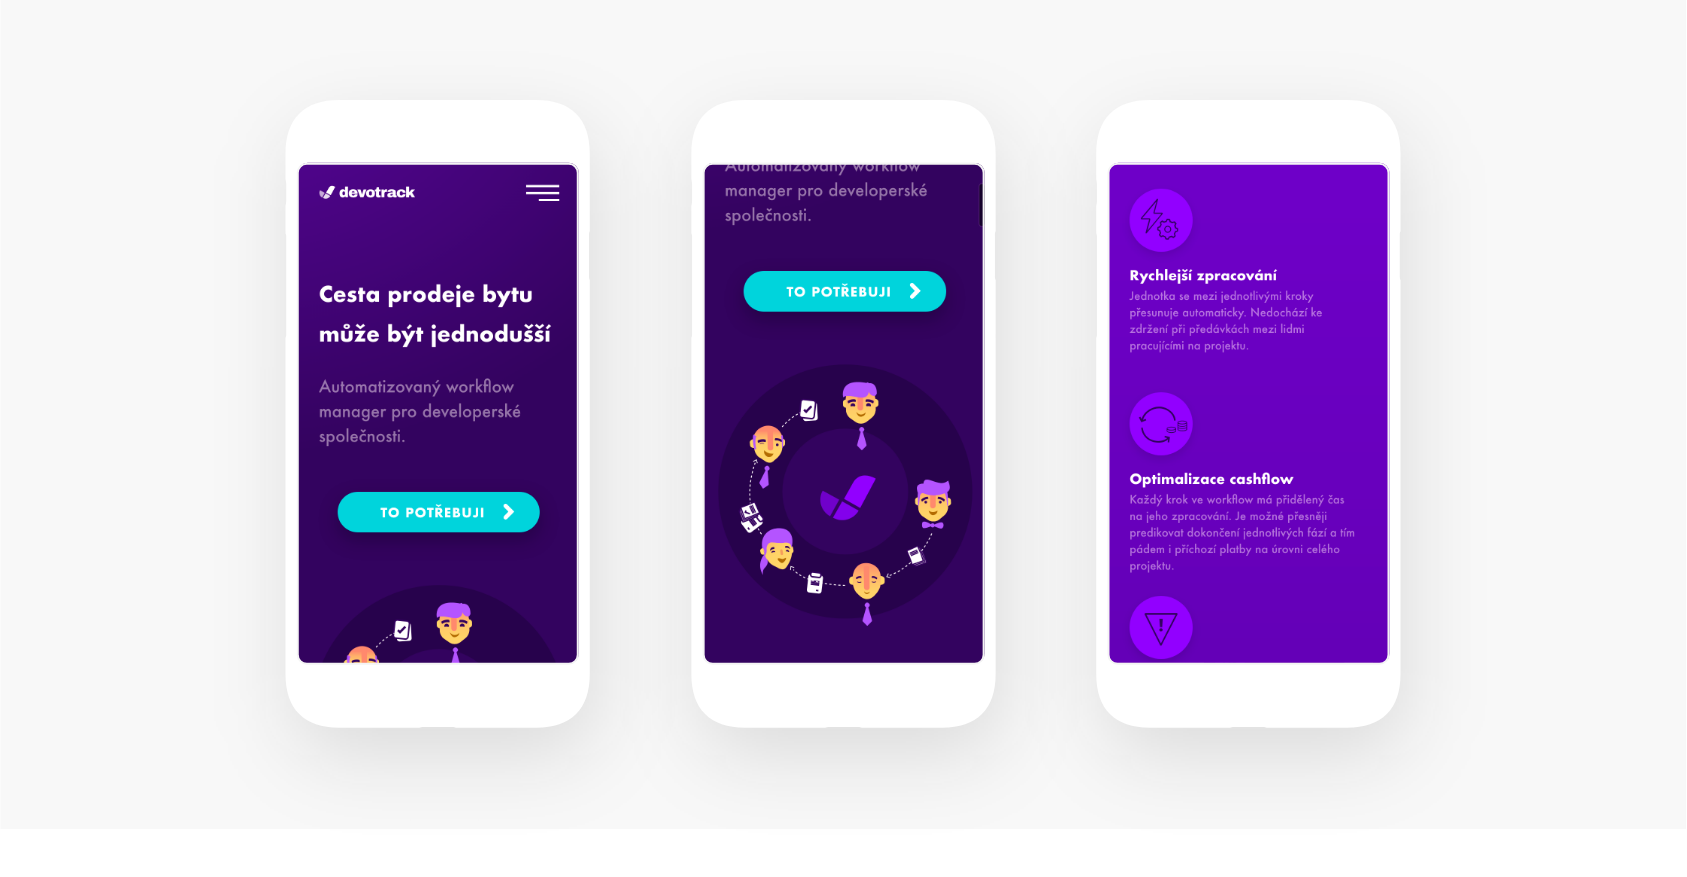 devotrack
Cesta prodeje bytu
může být jednodušší
Automatizovaný workflow
manager pro developerské
společnosti.
TO POTŘEBUJI
Automatizovaný workflow
manager pro developerské
společnosti.
TO POTŘEBUJI
Rychlejší zpracování
Jednotka se mezi jednotlivými kroky
přesunuje automaticky. Nedochází ke
zdržení při předávkách mezi lidmi
pracujícími na projektu.
Optimalizace cashflow
Každý krok ve workflow má přidělený čas
na jeho zpracování. Je možné přesněji
predikovat dokončení jednotlivých fází a tím
pádem i příchozí platby na úrovni celého
projektu.